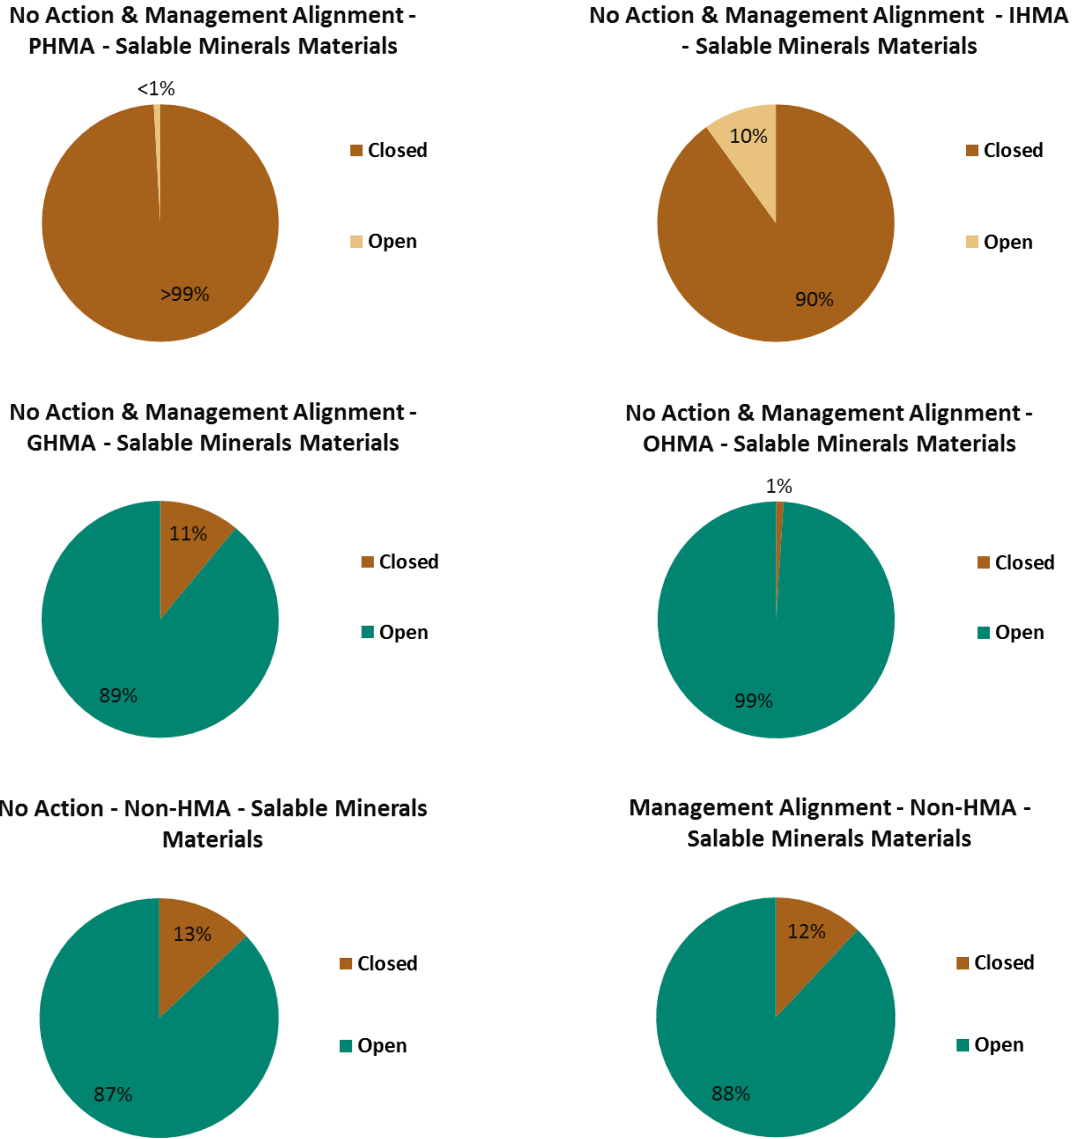 No Action & Management Alignment -
PHMA - Salable Minerals Materials
<1%
>99%
Closed
Open
No Action & Management Alignment - IHMA
- Salable Minerals Materials
10%
90%
Closed
Open
No Action & Management Alignment -
GHMA - Salable Minerals Materials
11%
89%
Closed
Open
No Action & Management Alignment -
OHMA - Salable Minerals Materials
1%
99%
Closed
Open
No Action - Non-HMA - Salable Minerals
Materials
13%
87%
Closed
Open
Management Alignment - Non-HMA -
Salable Minerals Materials
12%
88%
Closed
Open